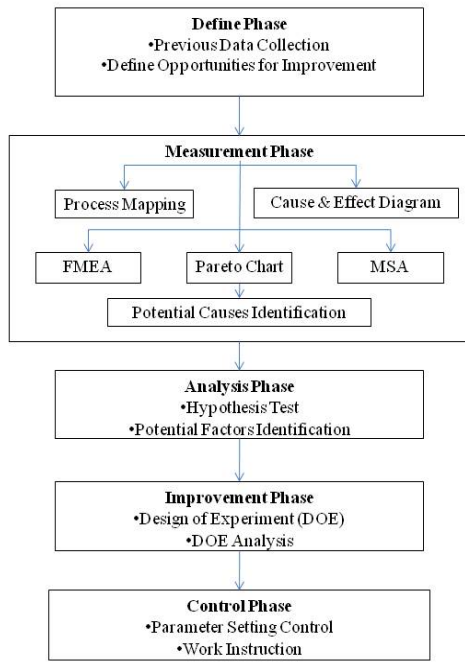 Define Phase
•Previous Data Collection
•Define Opportunities for Improvement
Measurement Phase
Process Mapping
Cause & Effect Diagram
FMEA
Pareto Chart
MSA
Potential Causes Identification
Analysis Phase
•Hypothesis Test
•Potential Factors Identification
Improvement Phase
•Design of Experiment (DOE)
•DOE Analysis
Control Phase
•Parameter Setting Control
•Work Instruction